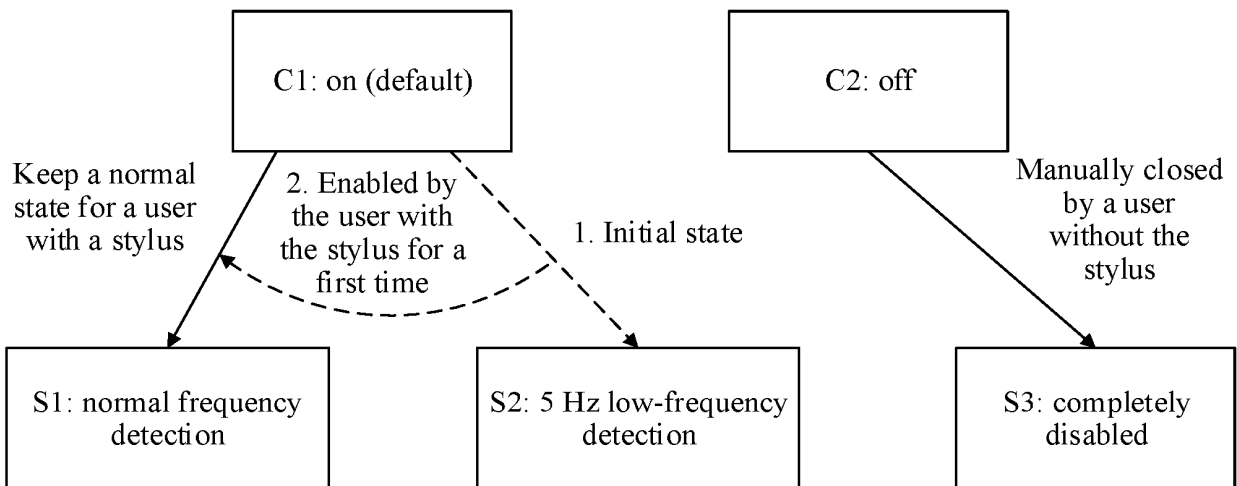 C1: on (default)
C2: off
Keep a normal
state for a user
with a stylus
2. Enabled by
the user with
the stylus for a
first time
1. Initial state
Manually closed
by a user
without the
stylus
S1: normal frequency
detection
S2: 5 Hz low-frequency
detection
S3: completely
disabled